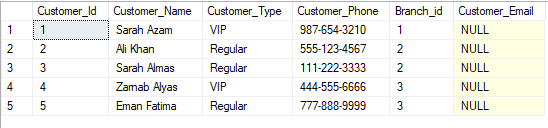 Customer_Id Customer_Name Customer_Type Customer_Phone Branch_id Customer_Email
1 1 Sarah Azam VIP 987-654-3210 1 NULL
2 2 Ali Khan Regular 555-123-4567 2 NULL
3 3 Sarah Almas Regular 111-222-3333 2 NULL
4 4 Zarnab Alyas VIP 444-555-6666 3 NULL
5 5 Eman Fatima Regular 777-888-9999 3 NULL